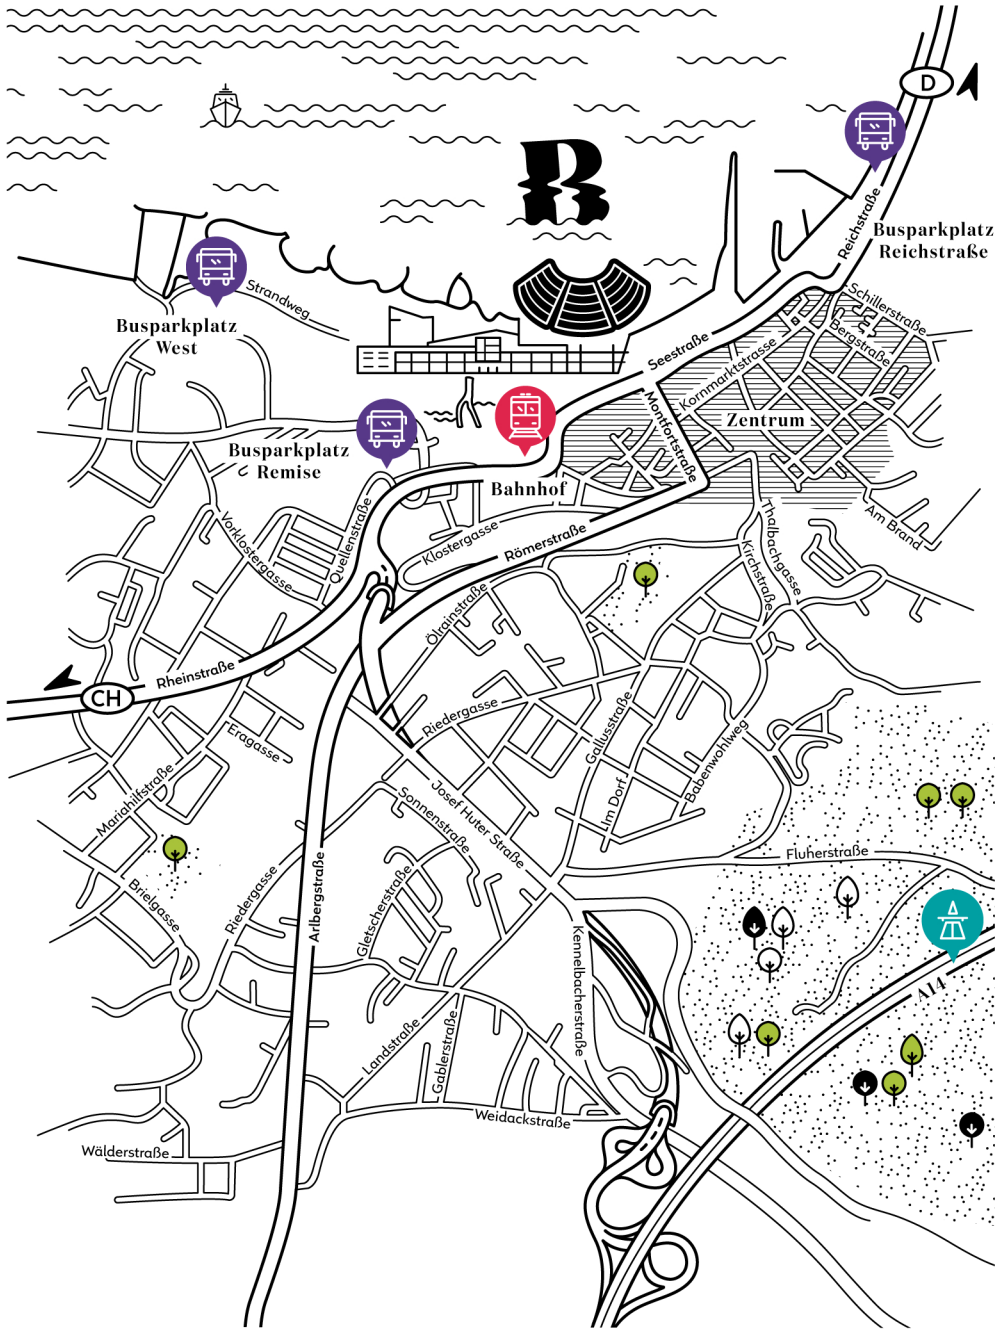 D
B
Reichstraße
Busparkplatz
Reichstraße
Strandweg
Schillerstraße
Busparkplatz
West
Bergstraße
Seestraße
Kornmarktstrasse
Montfortstraße
Zentrum
Busparkplatz
Remise
Bahnhof
Vorklostergasse
Quellenstraße
Klostergasse
Römerstraße
Thalbachgasse
Am Brand
Kirchstraße
Ölrainstraße
Rheinstraße
CH
Eragasse
Riedergasse
Gallusstraße
Babenwohlweg
Mariahilfstraße
Josef Huter Straße
Sonnenstraße
Im Dorf
Fluherstraße
Brielgasse
Riedergasse
Arlbergstraße
Gletscherstraße
Kennelbacherstraße
A14
Landstraße
Gablerstraße
Weidackstraße
Wälderstraße